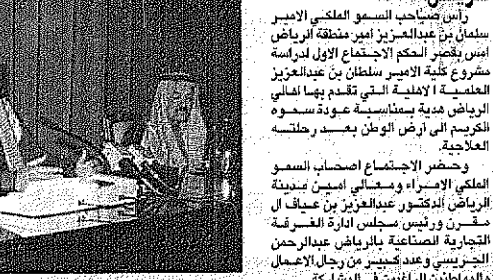 رأس صاحب السمو الملكي الامير
سلمان بن عبدالعزيز امير منطقة الرياض
امس بقصر الحكم الاجتماع الاول لدراسة
مشروع كلية الامير سلطان بن عبدالعزيز
العلمية الاهلية التي تقدم بها اهالي
الرياض هدية بمناسبة عودة سموه
الكريم الى ارض الوطن بعد رحلته
العلاجية.
وحضر الاجتماع اصحاب السمو
الملكي الامراء ومعالي امين مدينة
الرياض الدكتور عبدالعزيز بن عياف ال
مقرن ورئيس مجلس ادارة الغرفة
التجارية الصناعية بالرياض عبدالرحمن
الجريسي وعدد كبير من رجال الاعمال